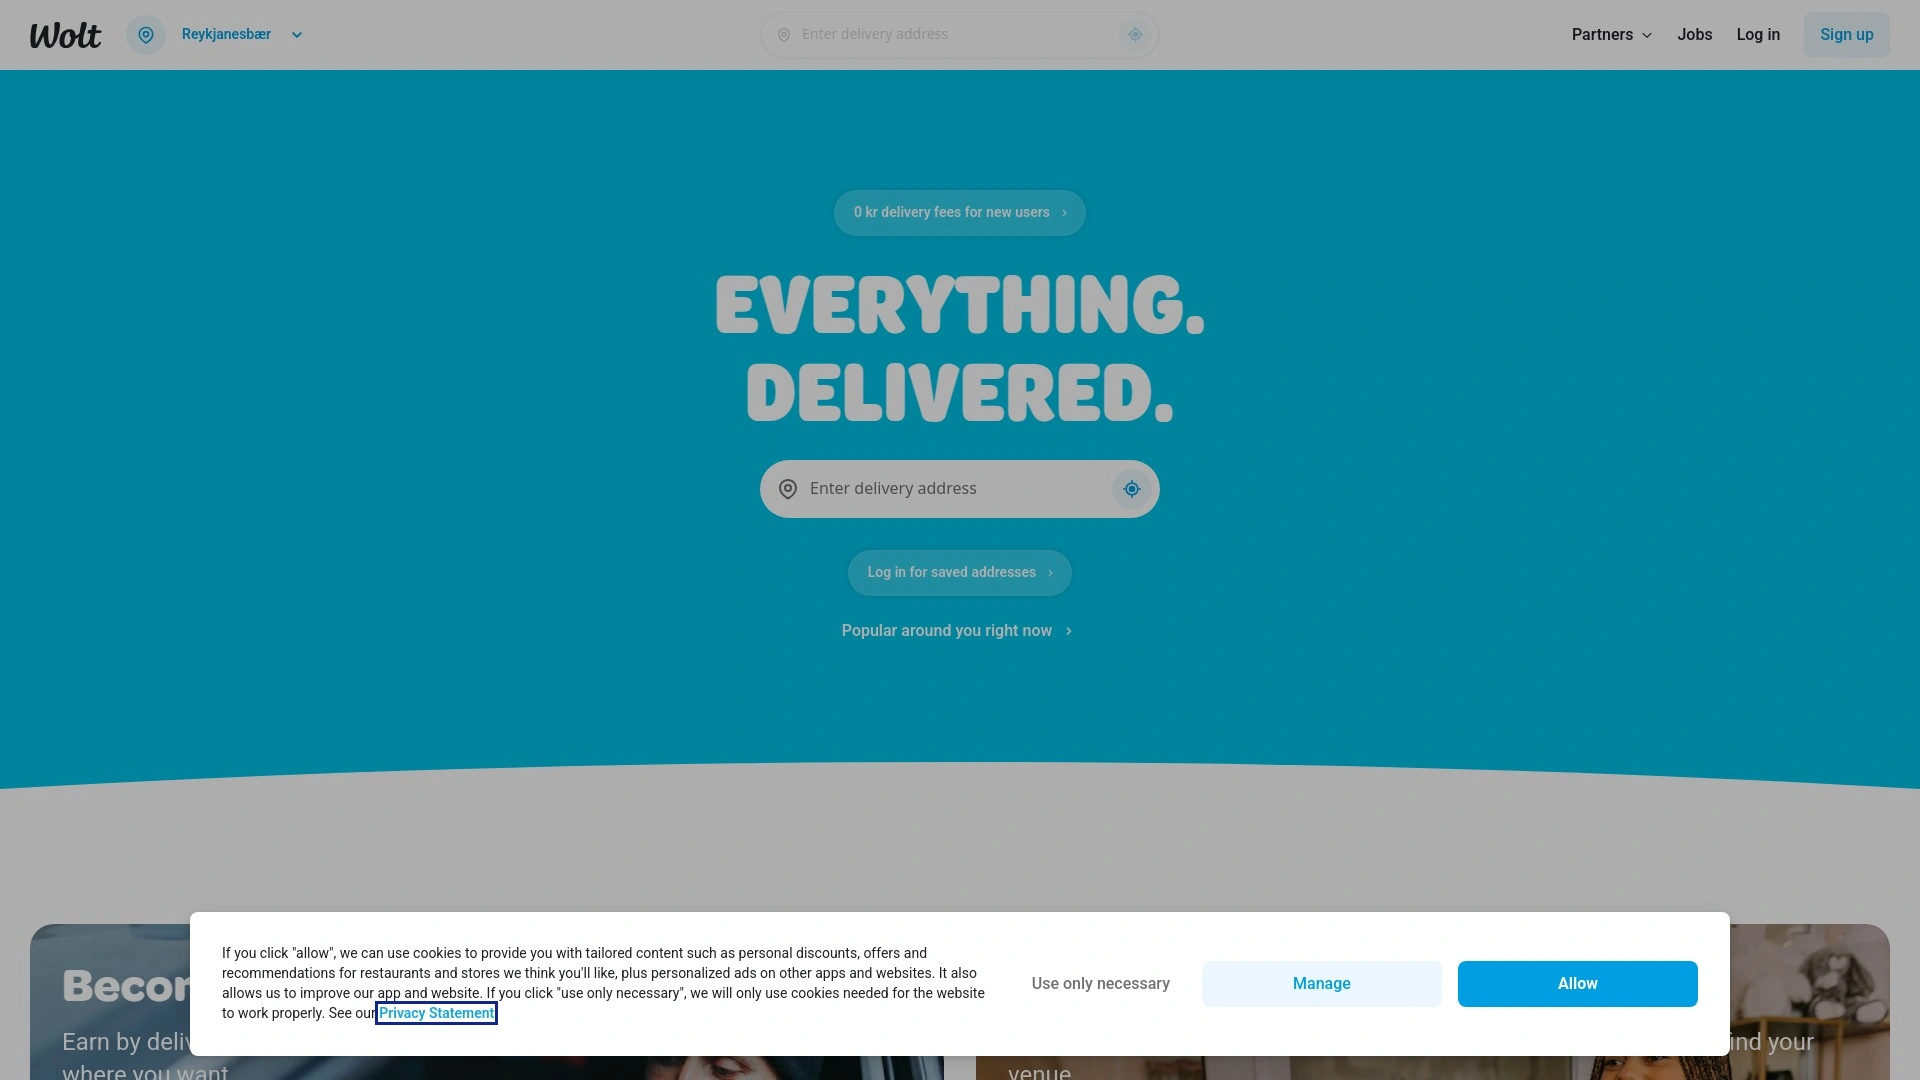 Wolt
Reykjanesbær
Enter delivery address
Partners
Jobs
Log in
Sign up
0 kr delivery fees for new users
EVERYTHING.
DELIVERED.
Enter delivery address
Log in for saved addresses
Popular around you right now
If you click "allow", we can use cookies to provide you with tailored content such as personal discounts, offers and
recommendations for restaurants and stores we think you'll like, plus personalized ads on other apps and websites. It also
allows us to improve our app and website. If you click "use only necessary", we will only use cookies needed for the website
to work properly. See our Privacy Statement
Use only necessary
Manage
Allow
Earn by
where you want
your
venue